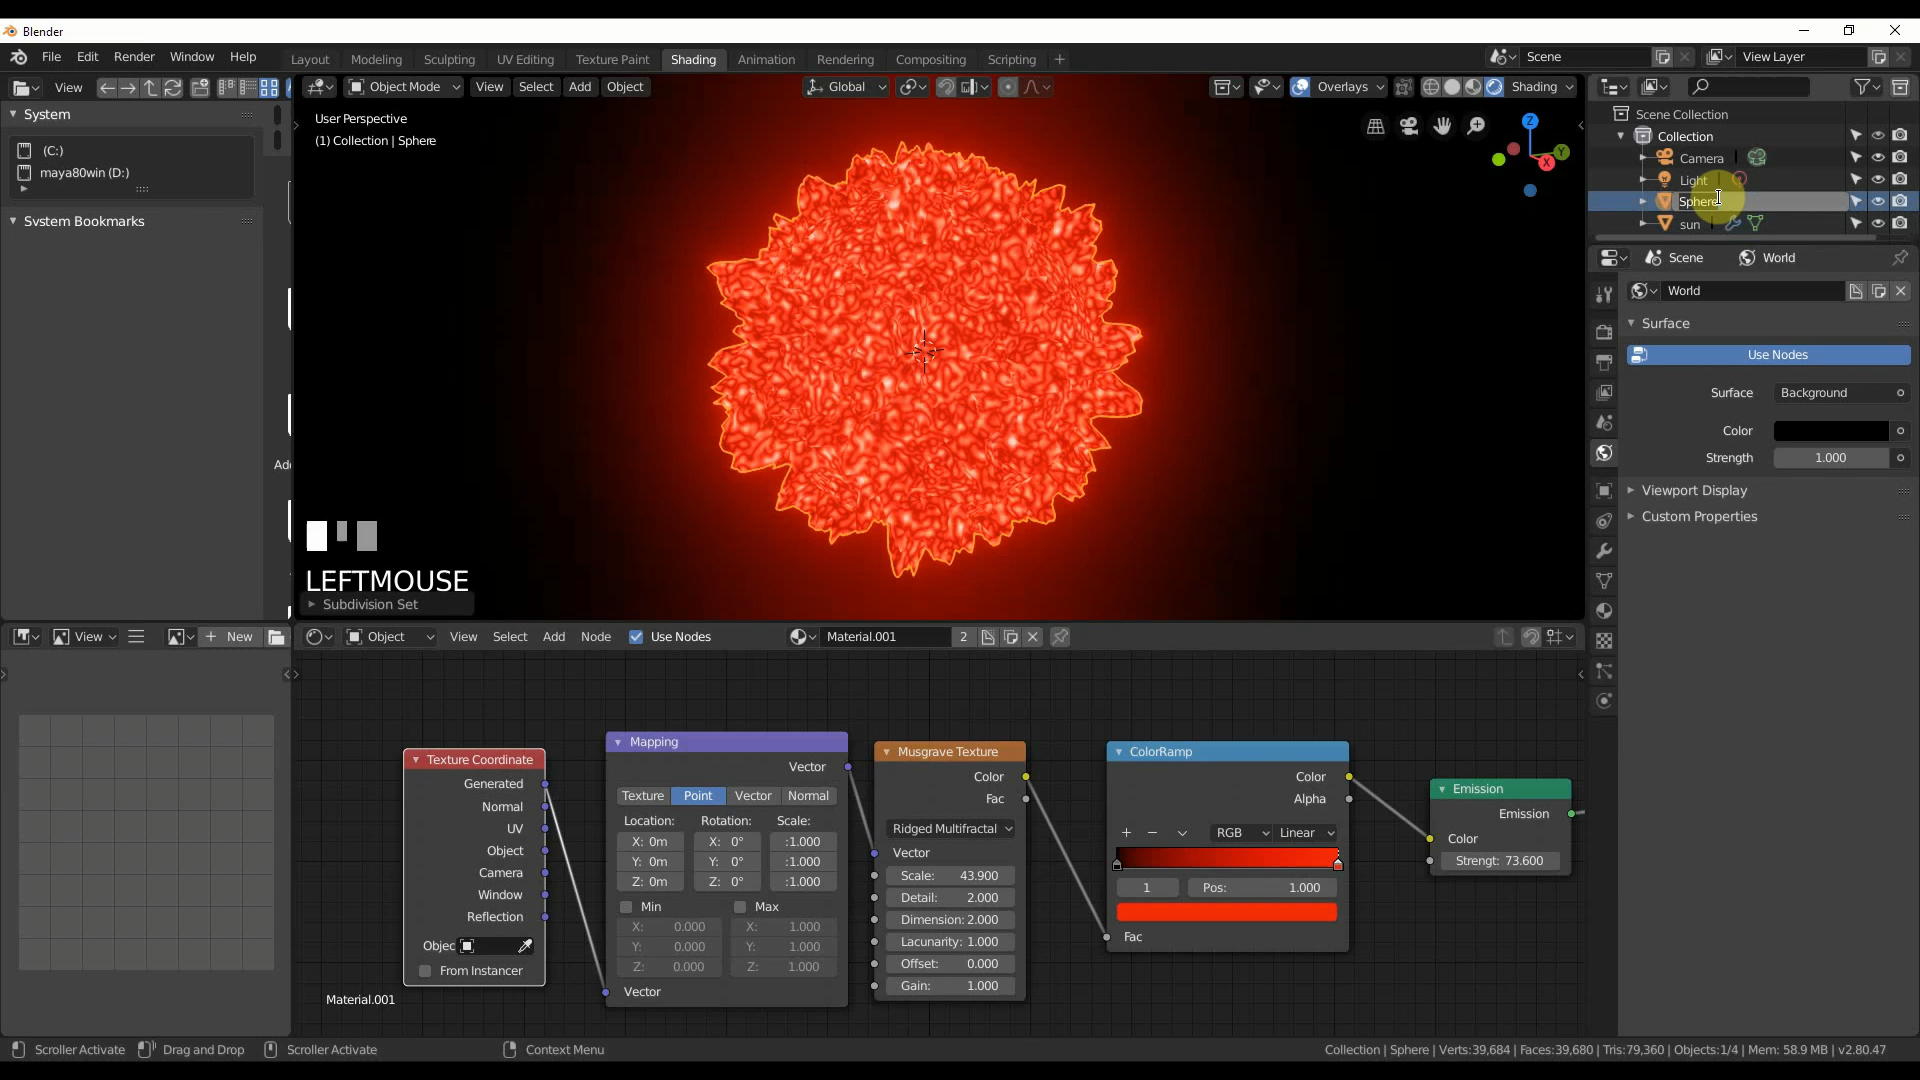 Blender
File Edit Render Window Help
Layout Modeling Sculpting UV Editing Texture Paint Shading Animation Rendering Compositing Scripting +
Scene
View Layer
View
Object Mode View Select Add Object
Global
Overlays
Shading
System
(C:)
maya80win (D:)
System Bookmarks
User Perspective
(1) Collection | Sphere
Z
Y
X
LEFTMOUSE
Subdivision Set
Scene Collection
Collection
Camera
Light
Sphere
sun
Scene World
World
Surface
Use Nodes
Surface Background
Color
Strength 1.000
Viewport Display
Custom Properties
View
New
Object View Select Add Node Use Nodes
Material.001 2
Texture Coordinate
Generated
Normal
UV
Object
Camera
Window
Reflection
Objec
From Instancer
Material.001
Mapping
Vector
Texture Point Vector Normal
Location: Rotation: Scale:
X: 0m X: 0° :1.000
Y: 0m Y: 0° :1.000
Z: 0m Z: 0° :1.000
Min Max
X: 0.000 X: 1.000
Y: 0.000 Y: 1.000
Z: 0.000 Z: 1.000
Vector
Musgrave Texture
Color
Fac
Ridged Multifractal
Vector
Scale: 43.900
Detail: 2.000
Dimension: 2.000
Lacunarity: 1.000
Offset: 0.000
Gain: 1.000
ColorRamp
Color
Alpha
+ − RGB Linear
1 Pos: 1.000
Fac
Emission
Emission
Color
Strengt: 73.600
Scroller Activate Drag and Drop Scroller Activate Context Menu
Collection | Sphere | Verts:39,684 | Faces:39,680 | Tris:79,360 | Objects:1/4 | Mem: 58.9 MB | v2.80.47